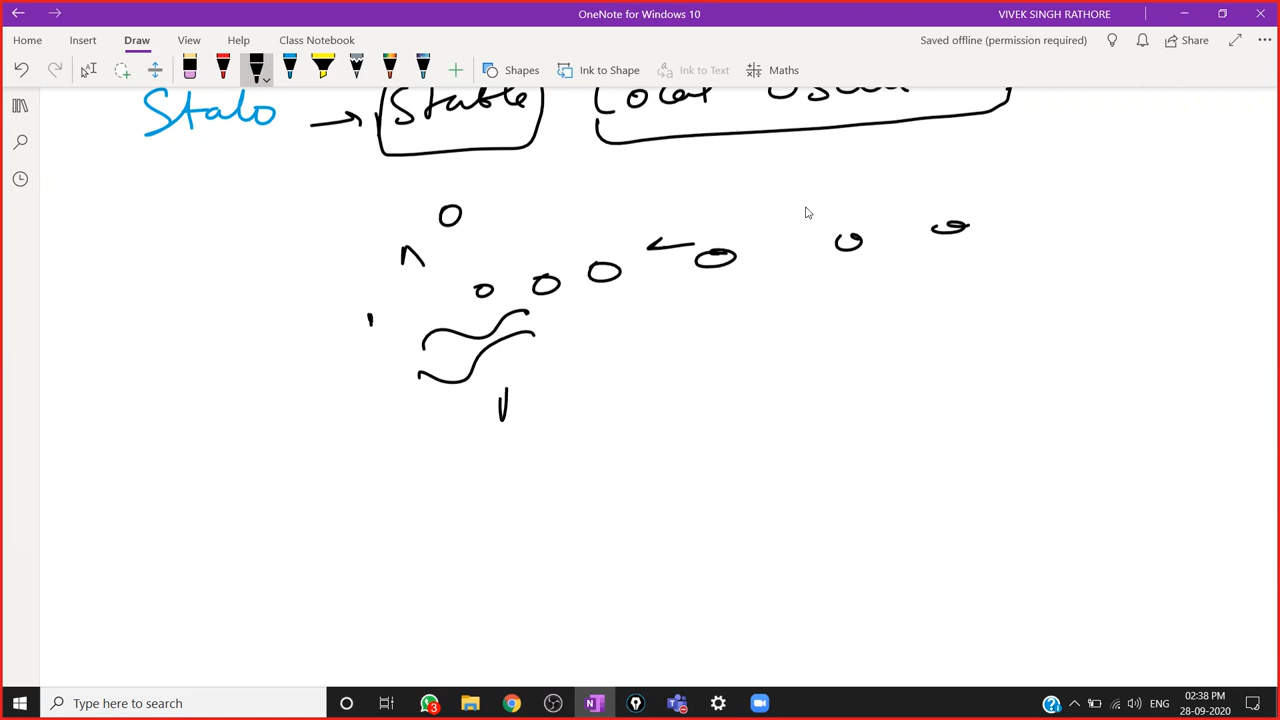 OneNote for Windows 10
VIVEK SINGH RATHORE
Home Insert Draw View Help Class Notebook
Saved offline (permission required) Share
Shapes Ink to Shape Ink to Text Maths
Stalo → Stable Local
Type here to search
3
ENG
02:38 PM
28-09-2020